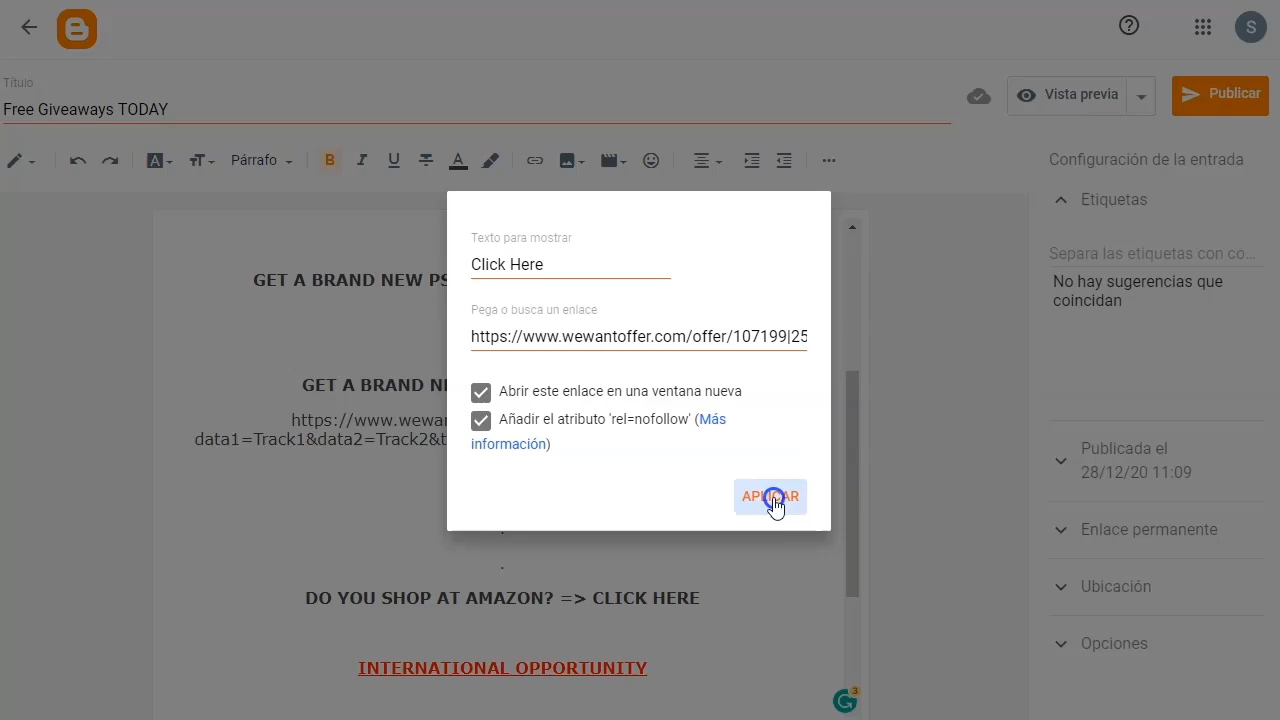 S
Título
Free Giveaways TODAY
Vista previa
Publicar
A
Párrafo
B
I
U
S
A
Configuración de la entrada
Etiquetas
Separa las etiquetas con co...
No hay sugerencias que
coincidan
Texto para mostrar
Click Here
Pega o busca un enlace
https://www.wewantoffer.com/offer/107199|25
Abrir este enlace en una ventana nueva
Añadir el atributo 'rel=nofollow' (Más
información)
APLICAR
GET A BRAND NEW PS
GET A BRAND NE
https://www.wewan
data1=Track1&data2=Track2&t
.
.
DO YOU SHOP AT AMAZON? => CLICK HERE
INTERNATIONAL OPPORTUNITY
Publicada el
28/12/20 11:09
Enlace permanente
Ubicación
Opciones
3